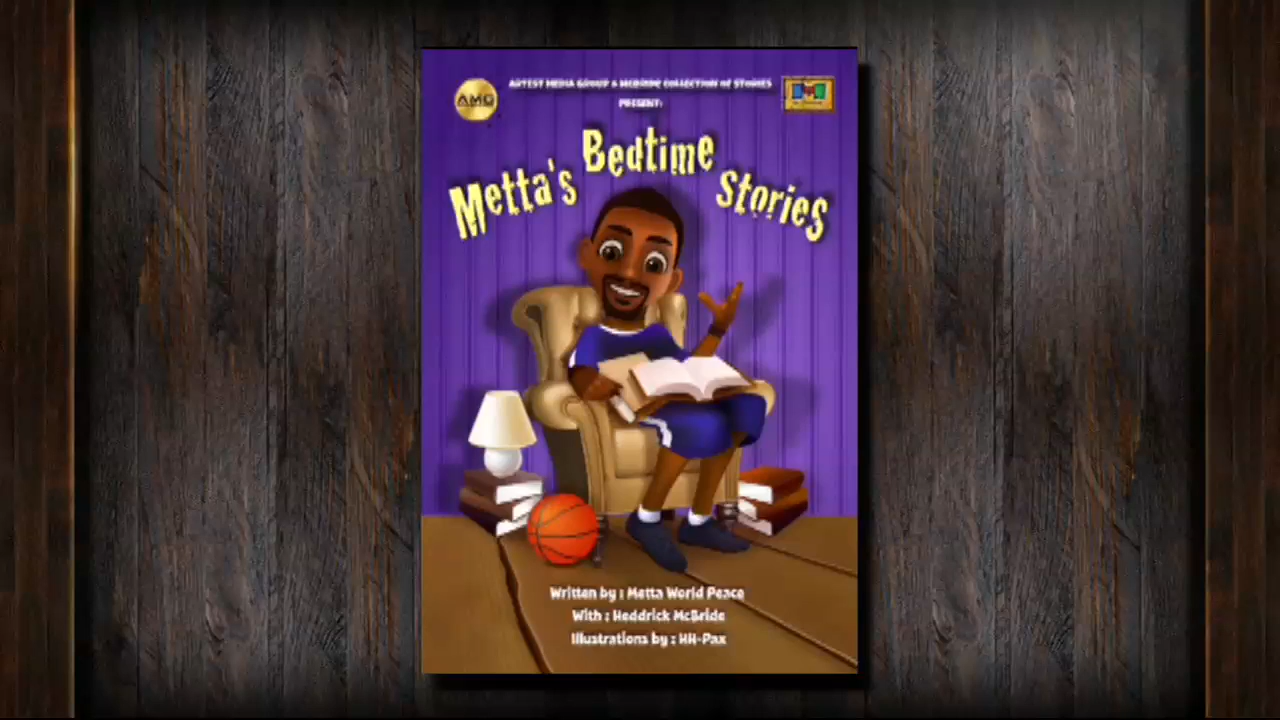 ARTEST MEDIA GROUP & MCBRIDE COLLECTION OF STORIES
PRESENT:
AMG
Metta's Bedtime Stories
Written by : Metta World Peace
With : Heddrick McBride
Illustrations by : HH-Pax